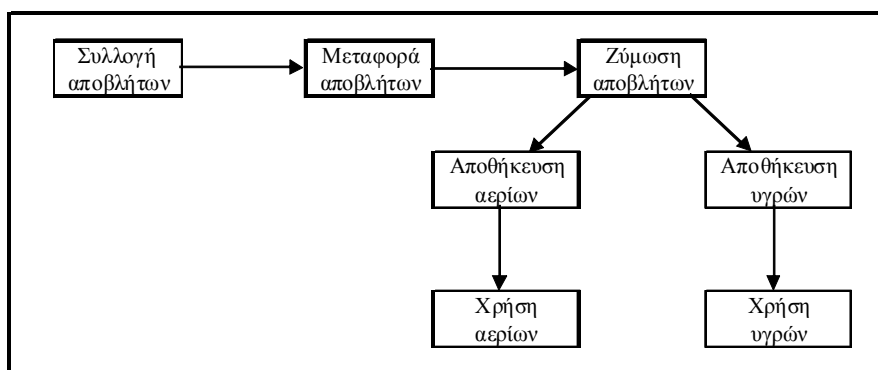 Συλλογή
αποβλήτων
Μεταφορά
αποβλήτων
Ζύμωση
αποβλήτων
Αποθήκευση
αερίων
Αποθήκευση
υγρών
Χρήση
αερίων
Χρήση
υγρών